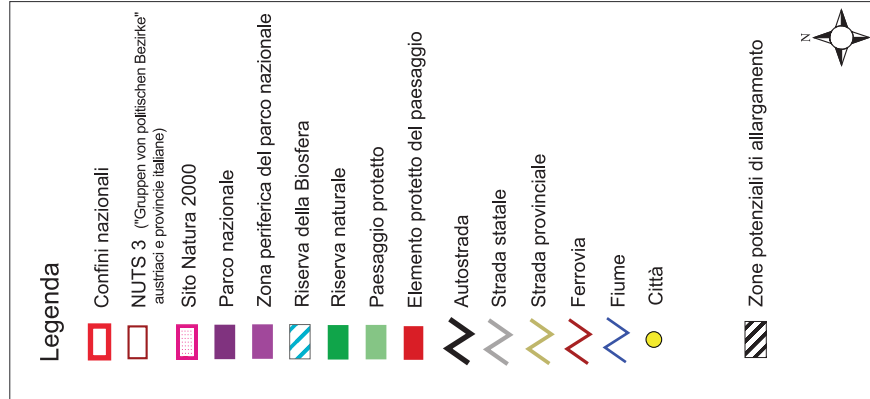 Legenda
Confini nazionali
NUTS 3 ("Gruppen von politischen Bezirke"
austriaci e provincie italiane)
Sito Natura 2000
Parco nazionale
Zona periferica del parco nazionale
Riserva della Biosfera
Riserva naturale
Paesaggio protetto
Elemento protetto del paesaggio
Autostrada
Strada statale
Strada provinciale
Ferrovia
Fiume
Città
Zone potenziali di allargamento
N